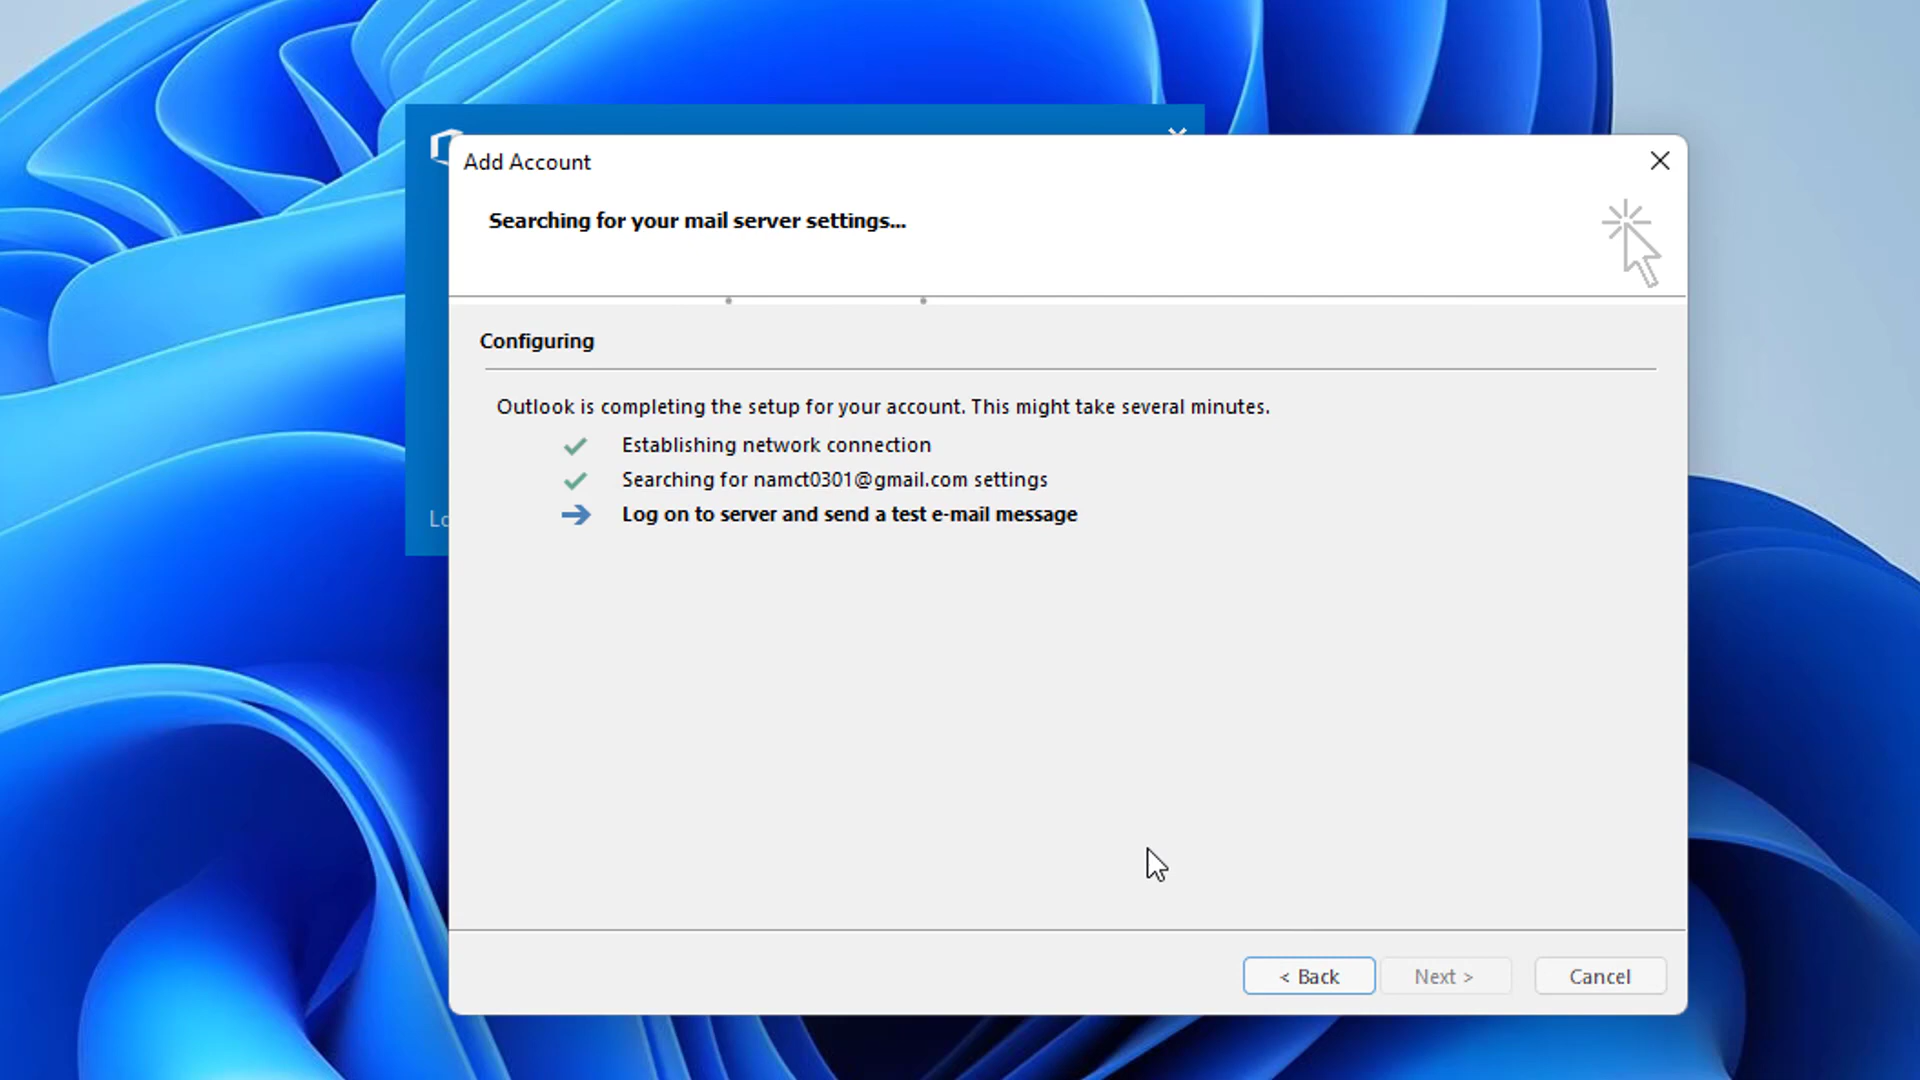 Add Account
Searching for your mail server settings...
Configuring
Outlook is completing the setup for your account. This might take several minutes.
Establishing network connection
Searching for namct0301@gmail.com settings
Log on to server and send a test e-mail message
< Back
Next >
Cancel